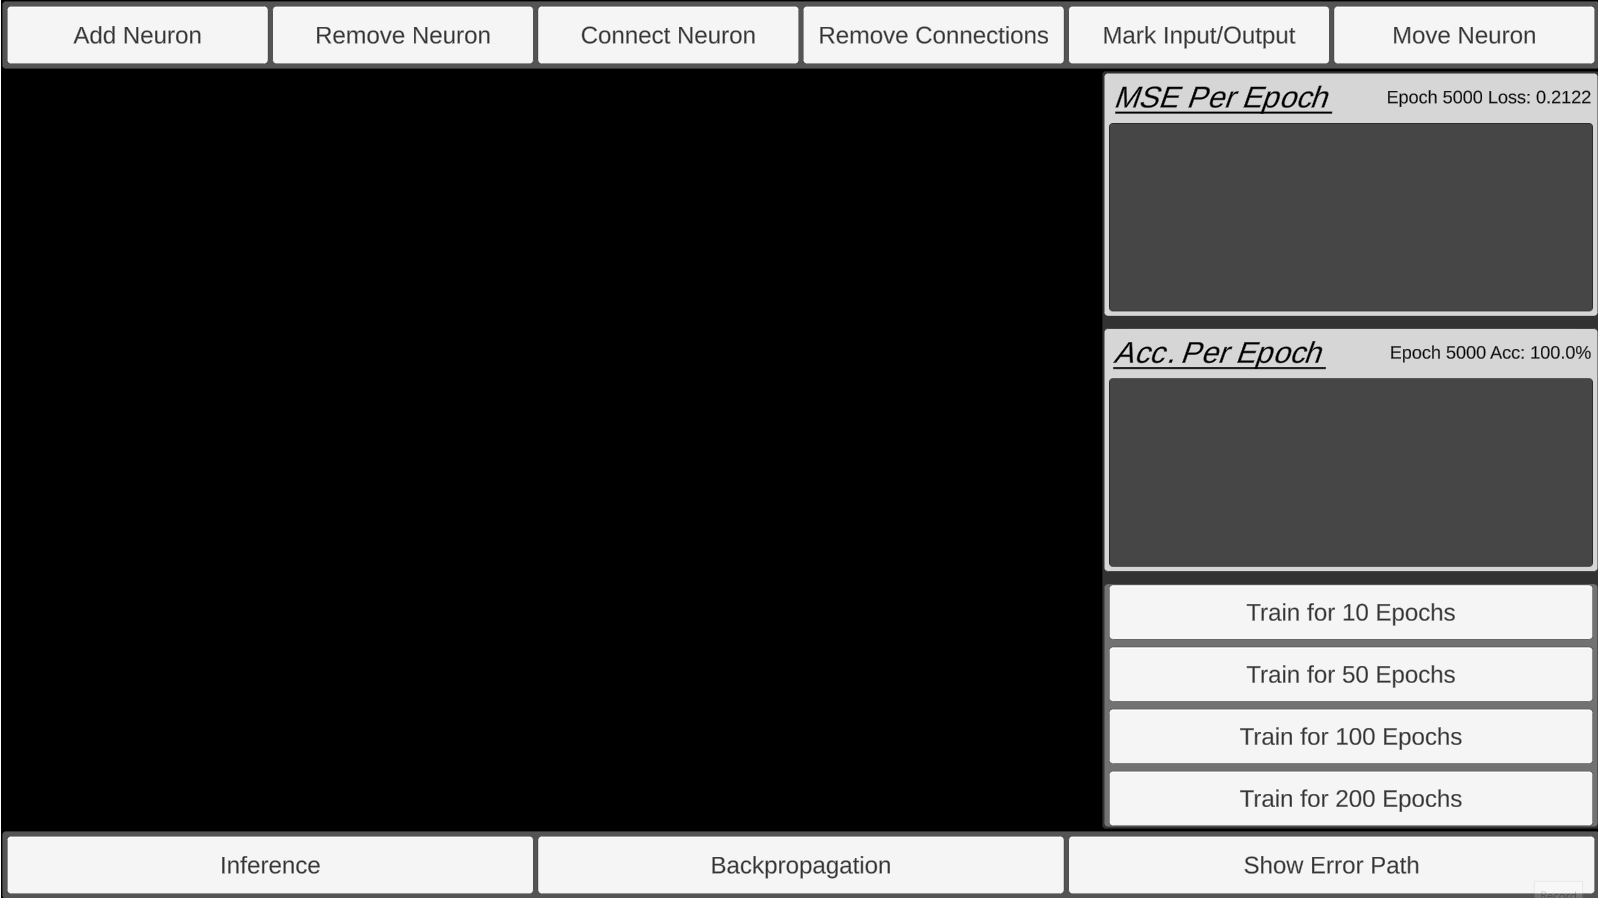 Add Neuron
Remove Neuron
Connect Neuron
Remove Connections
Mark Input/Output
Move Neuron
MSE Per Epoch
Epoch 5000 Loss: 0.2122
Acc. Per Epoch
Epoch 5000 Acc: 100.0%
Train for 10 Epochs
Train for 50 Epochs
Train for 100 Epochs
Train for 200 Epochs
Inference
Backpropagation
Show Error Path